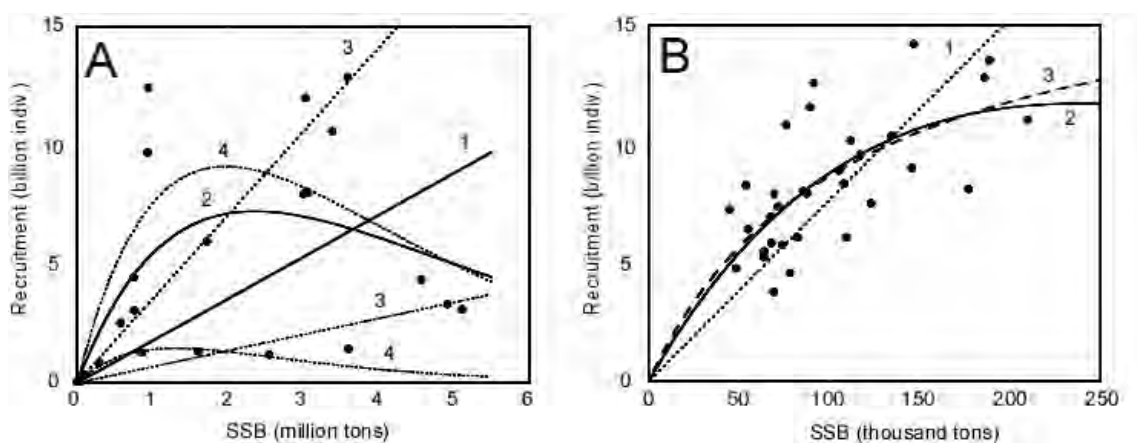 A
Recruitment (billion indiv.)
15
10
5
0
0 1 2 3 4 5 6
SSB (million tons)
1
2
3
3
4
4
B
Recruitment (billion indiv.)
15
10
5
0
0 50 100 150 200 250
SSB (thousand tons)
1
2
3